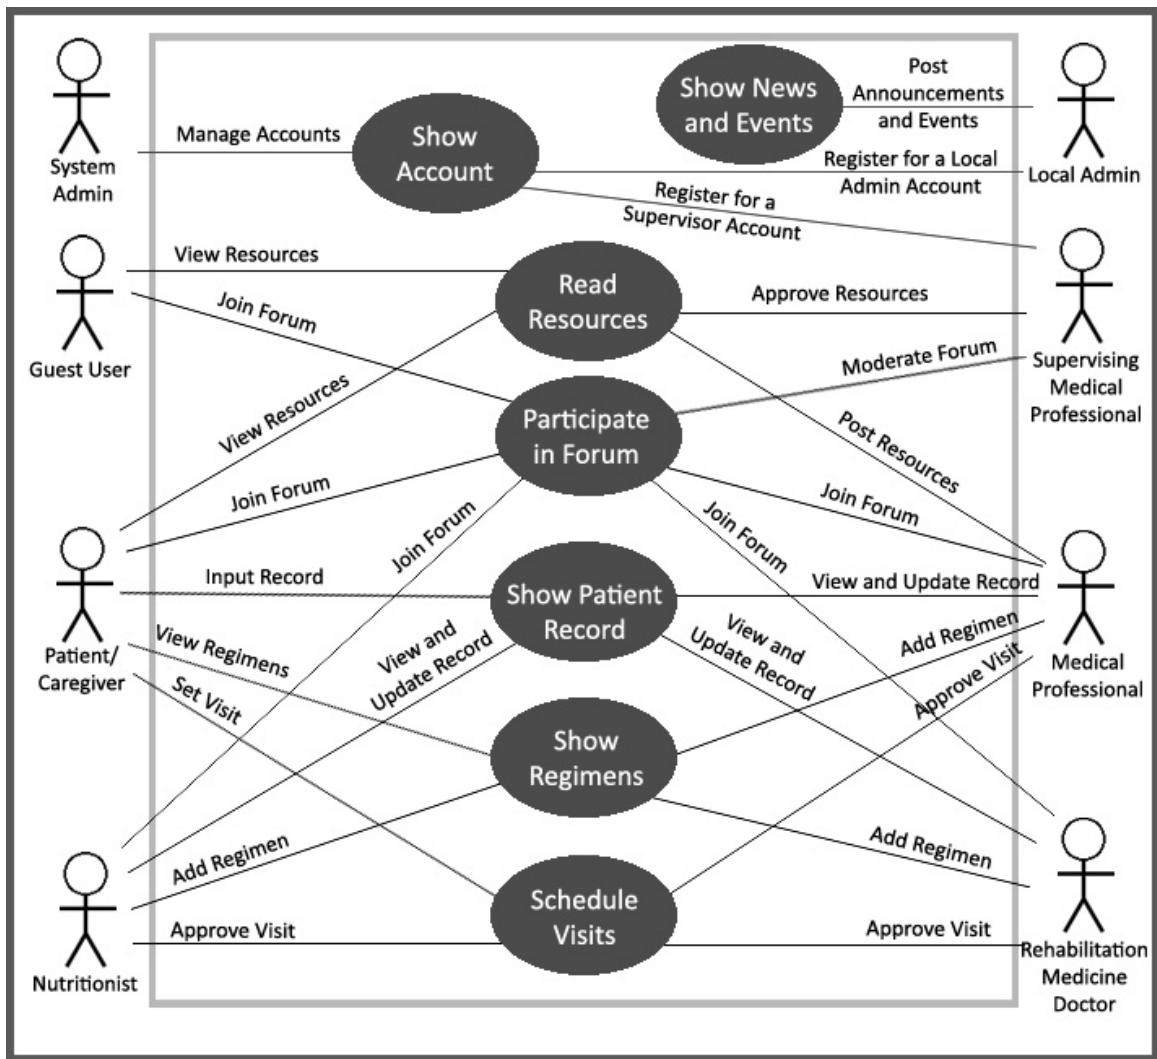 System
Admin
Manage Accounts
Show
Account
Show News
and Events
Post
Announcements
and Events
Local Admin
Register for a Local
Admin Account
Register for a
Supervisor Account
Guest User
View Resources
Join Forum
Read
Resources
Approve Resources
Supervising
Medical
Professional
Moderate Forum
View Resources
Join Forum
Participate
in Forum
Post Resources
Join Forum
Join Forum
Join Forum
Patient/
Caregiver
Input Record
Show Patient
Record
View and Update Record
Medical
Professional
View Regimens
Set Visit
View and
Update Record
View and
Update Record
Add Regimen
Approve Visit
Show
Regimens
Nutritionist
Add Regimen
Approve Visit
Schedule
Visits
Add Regimen
Approve Visit
Rehabilitation
Medicine
Doctor